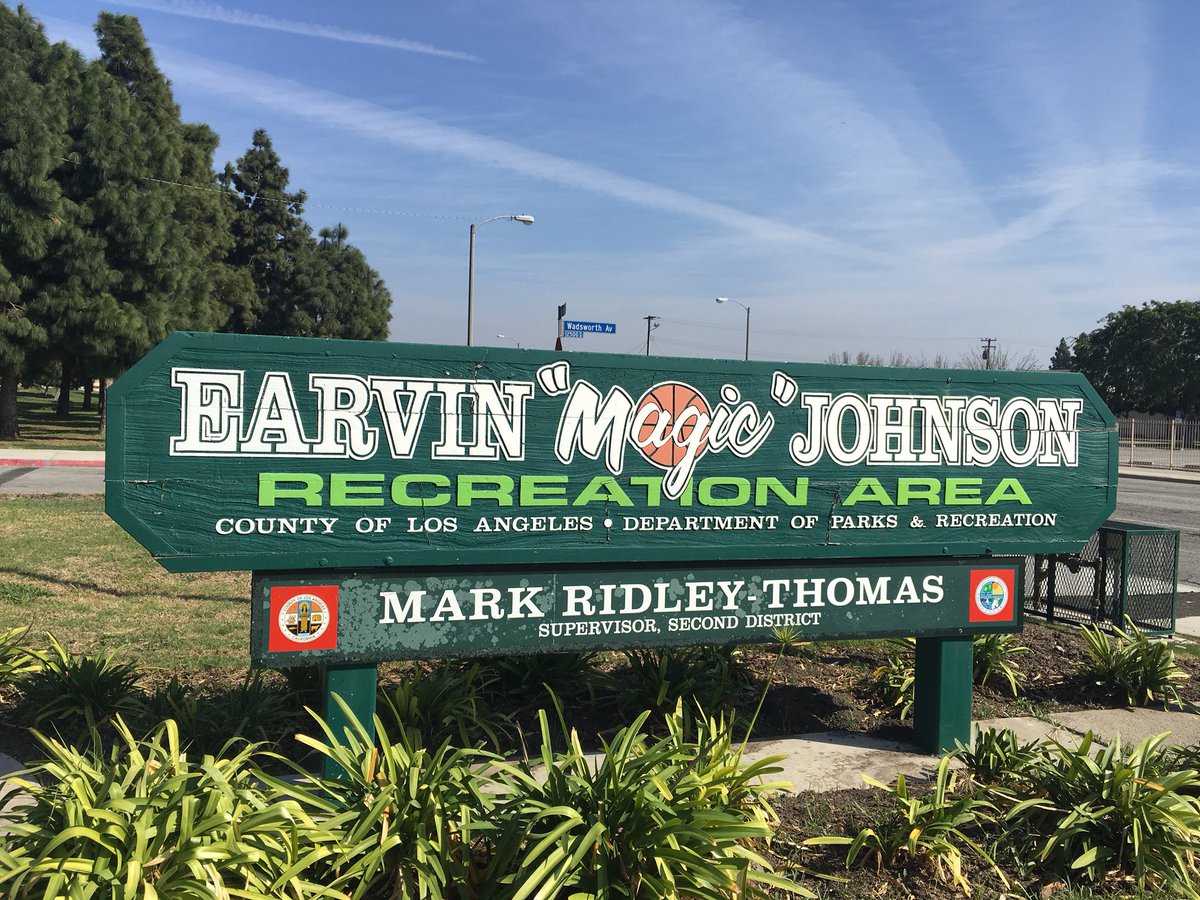 Wadsworth Av
EARVIN "Magic" JOHNSON
RECREATION AREA
COUNTY OF LOS ANGELES • DEPARTMENT OF PARKS & RECREATION
MARK RIDLEY-THOMAS
SUPERVISOR, SECOND DISTRICT